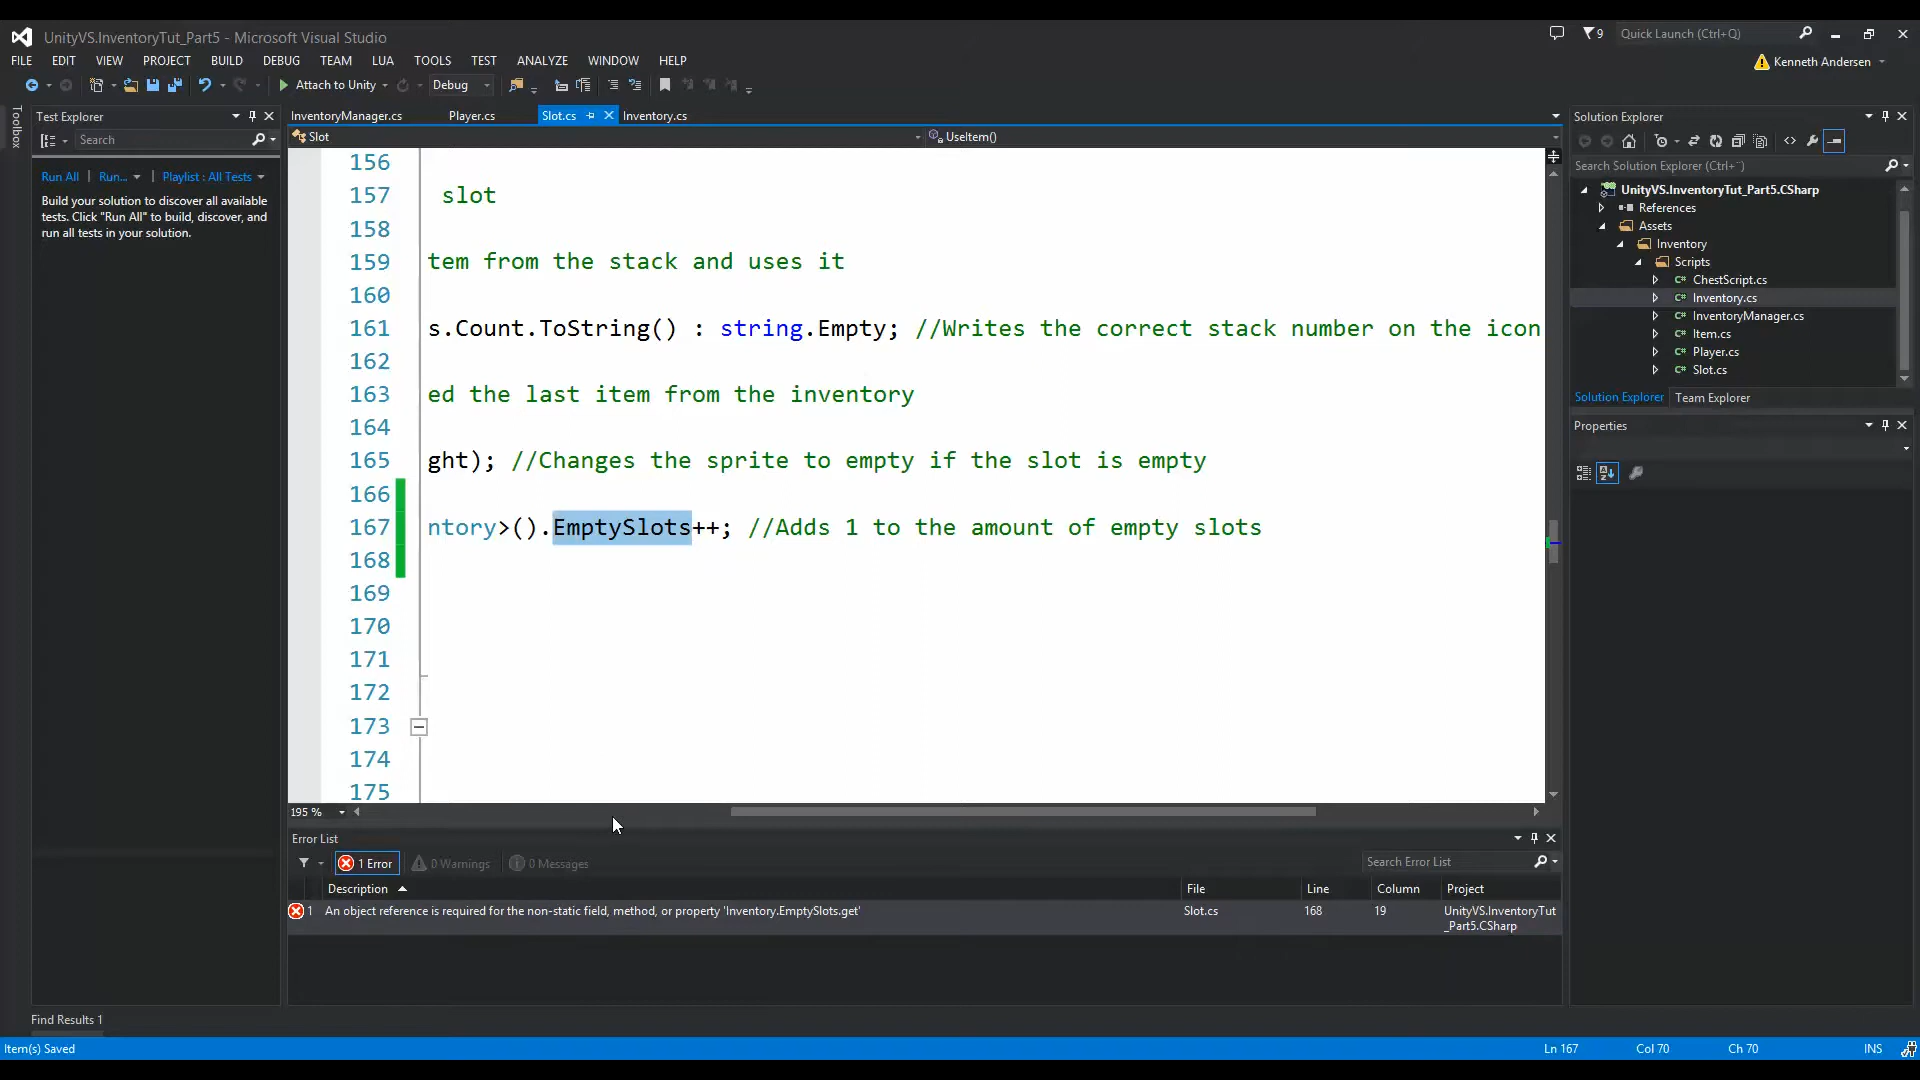 UnityVS.InventoryTut_Part5 - Microsoft Visual Studio
9
Quick Launch (Ctrl+Q)
FILE EDIT VIEW PROJECT BUILD DEBUG TEAM LUA TOOLS TEST ANALYZE WINDOW HELP
Kenneth Andersen
Attach to Unity
Debug
Toolbox
Test Explorer
Search
Run All | Run... | Playlist : All Tests
Build your solution to discover all available
tests. Click "Run All" to build, discover, and
run all tests in your solution.
InventoryManager.cs Player.cs Slot.cs Inventory.cs
Slot
UseItem()
156
157 slot
158
159 tem from the stack and uses it
160
161 s.Count.ToString() : string.Empty; //Writes the correct stack number on the icon
162
163 ed the last item from the inventory
164
165 ght); //Changes the sprite to empty if the slot is empty
166
167 ntory>().EmptySlots++; //Adds 1 to the amount of empty slots
168
169
170
171
172
173
174
175
195 %
Error List
1 Error 0 Warnings 0 Messages
Search Error List
Description File Line Column Project
1 An object reference is required for the non-static field, method, or property 'Inventory.EmptySlots.get' Slot.cs 168 19 UnityVS.InventoryTut
_Part5.CSharp
Solution Explorer
Search Solution Explorer (Ctrl+¨)
UnityVS.InventoryTut_Part5.CSharp
References
Assets
Inventory
Scripts
C# ChestScript.cs
C# Inventory.cs
C# InventoryManager.cs
C# Item.cs
C# Player.cs
C# Slot.cs
Solution Explorer Team Explorer
Properties
Find Results 1
Item(s) Saved
Ln 167 Col 70 Ch 70 INS